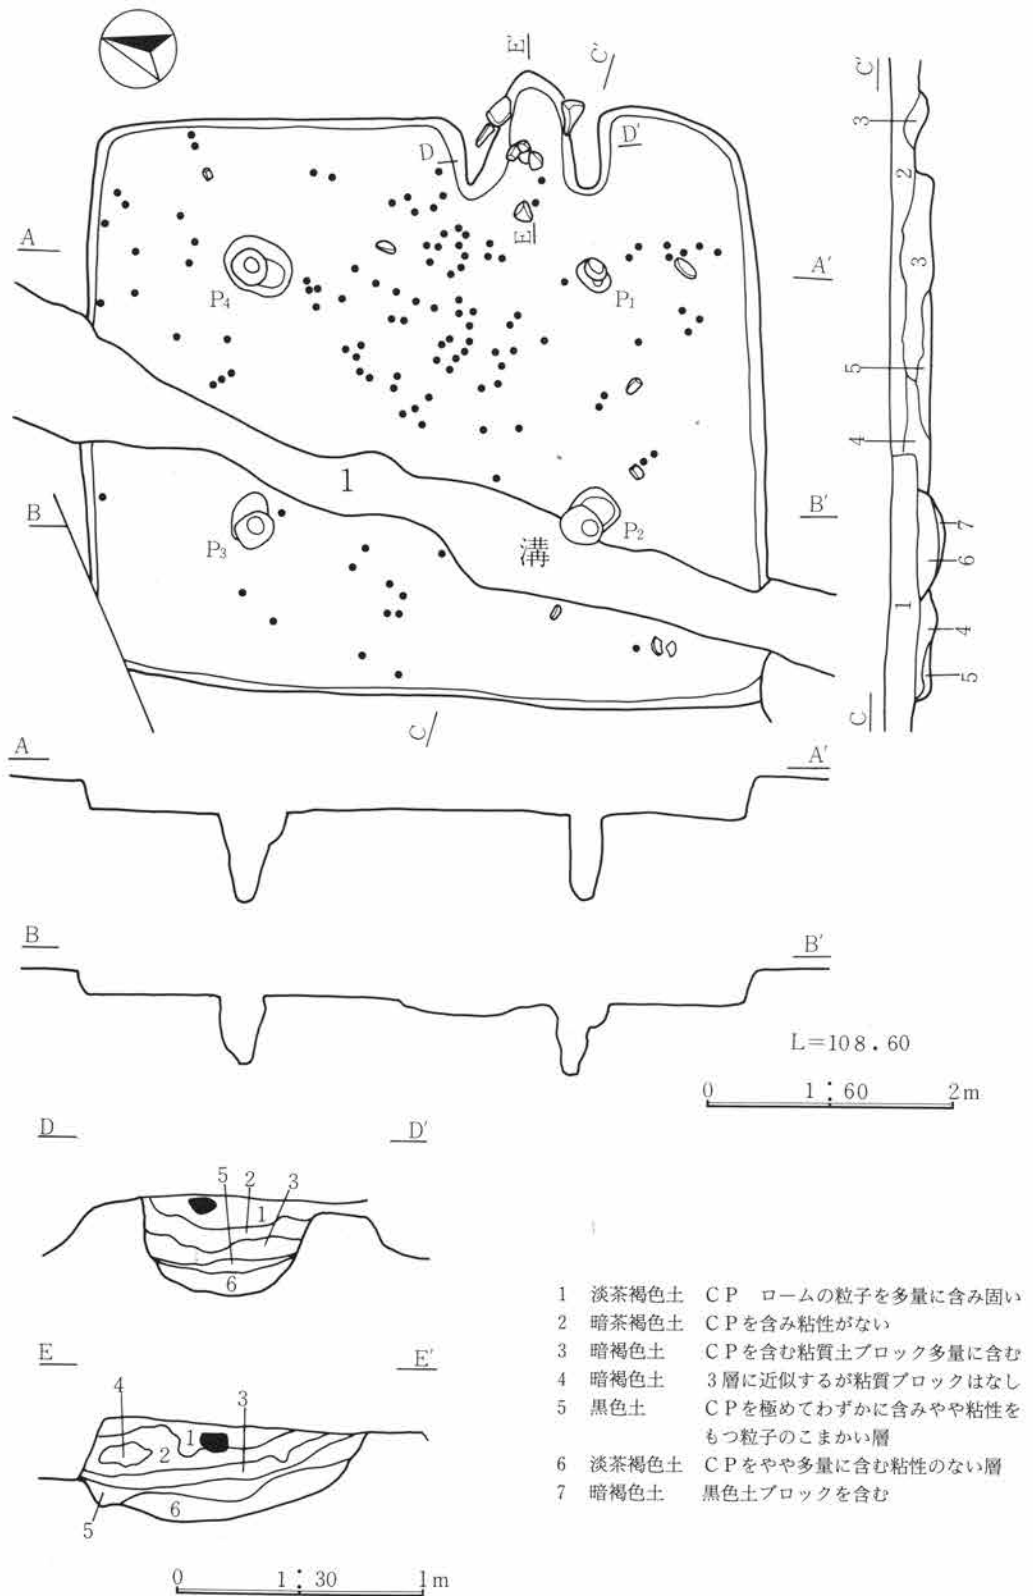 E'
C'
D
D'
E
A
A'
P4
P1
B
B'
1
溝
P3
P2
C
C'
3
2
3
5
4
7
6
1
4
5
C
A
A'
B
B'
L=108.60
0 1:60 2m
D
D'
5 2 3
1
6
E
E'
4
3
1
2
5
6
0 1:30 1m
1 淡茶褐色土 CP ロームの粒子を多量に含み固い
2 暗茶褐色土 CPを含み粘性がない
3 暗褐色土 CPを含む粘質土ブロック多量に含む
4 暗褐色土 3層に近似するが粘質ブロックはなし
5 黒色土 CPを極めてわずかに含みやや粘性を
もつ粒子のこまかい層
6 淡茶褐色土 CPをやや多量に含む粘性のない層
7 暗褐色土 黒色土ブロックを含む